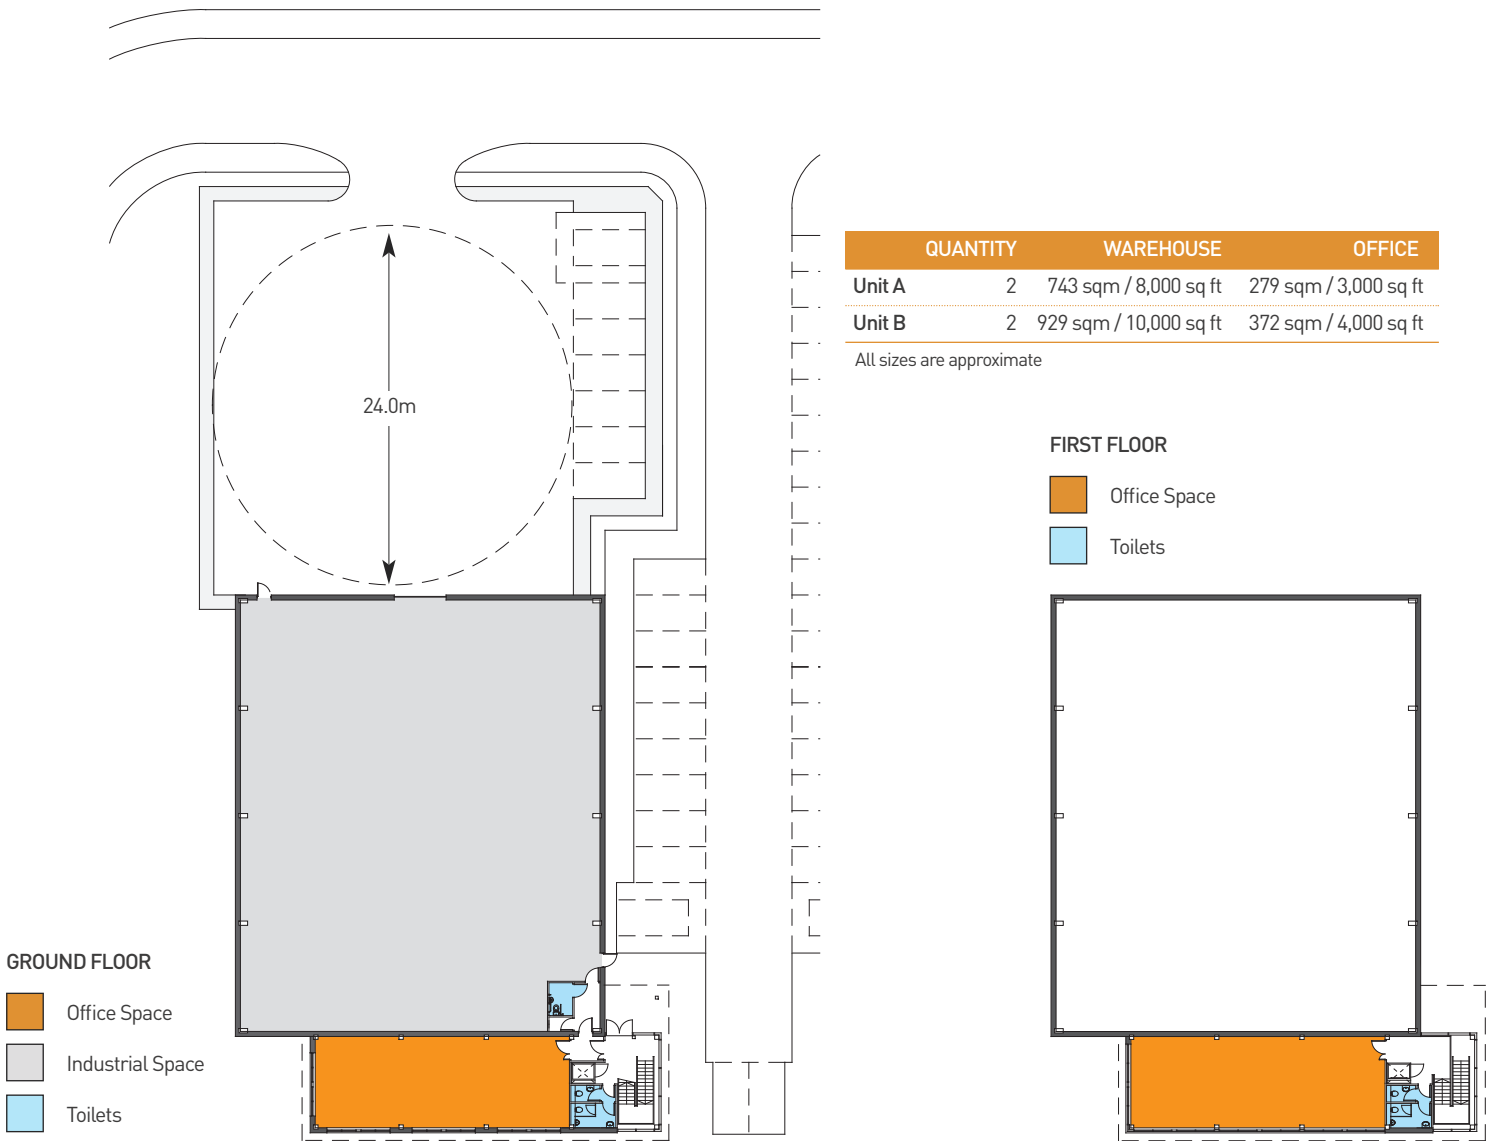 QUANTITY WAREHOUSE OFFICE
Unit A 2 743 sqm / 8,000 sq ft 279 sqm / 3,000 sq ft
Unit B 2 929 sqm / 10,000 sq ft 372 sqm / 4,000 sq ft
All sizes are approximate
24.0m
FIRST FLOOR
Office Space
Toilets
GROUND FLOOR
Office Space
Industrial Space
Toilets